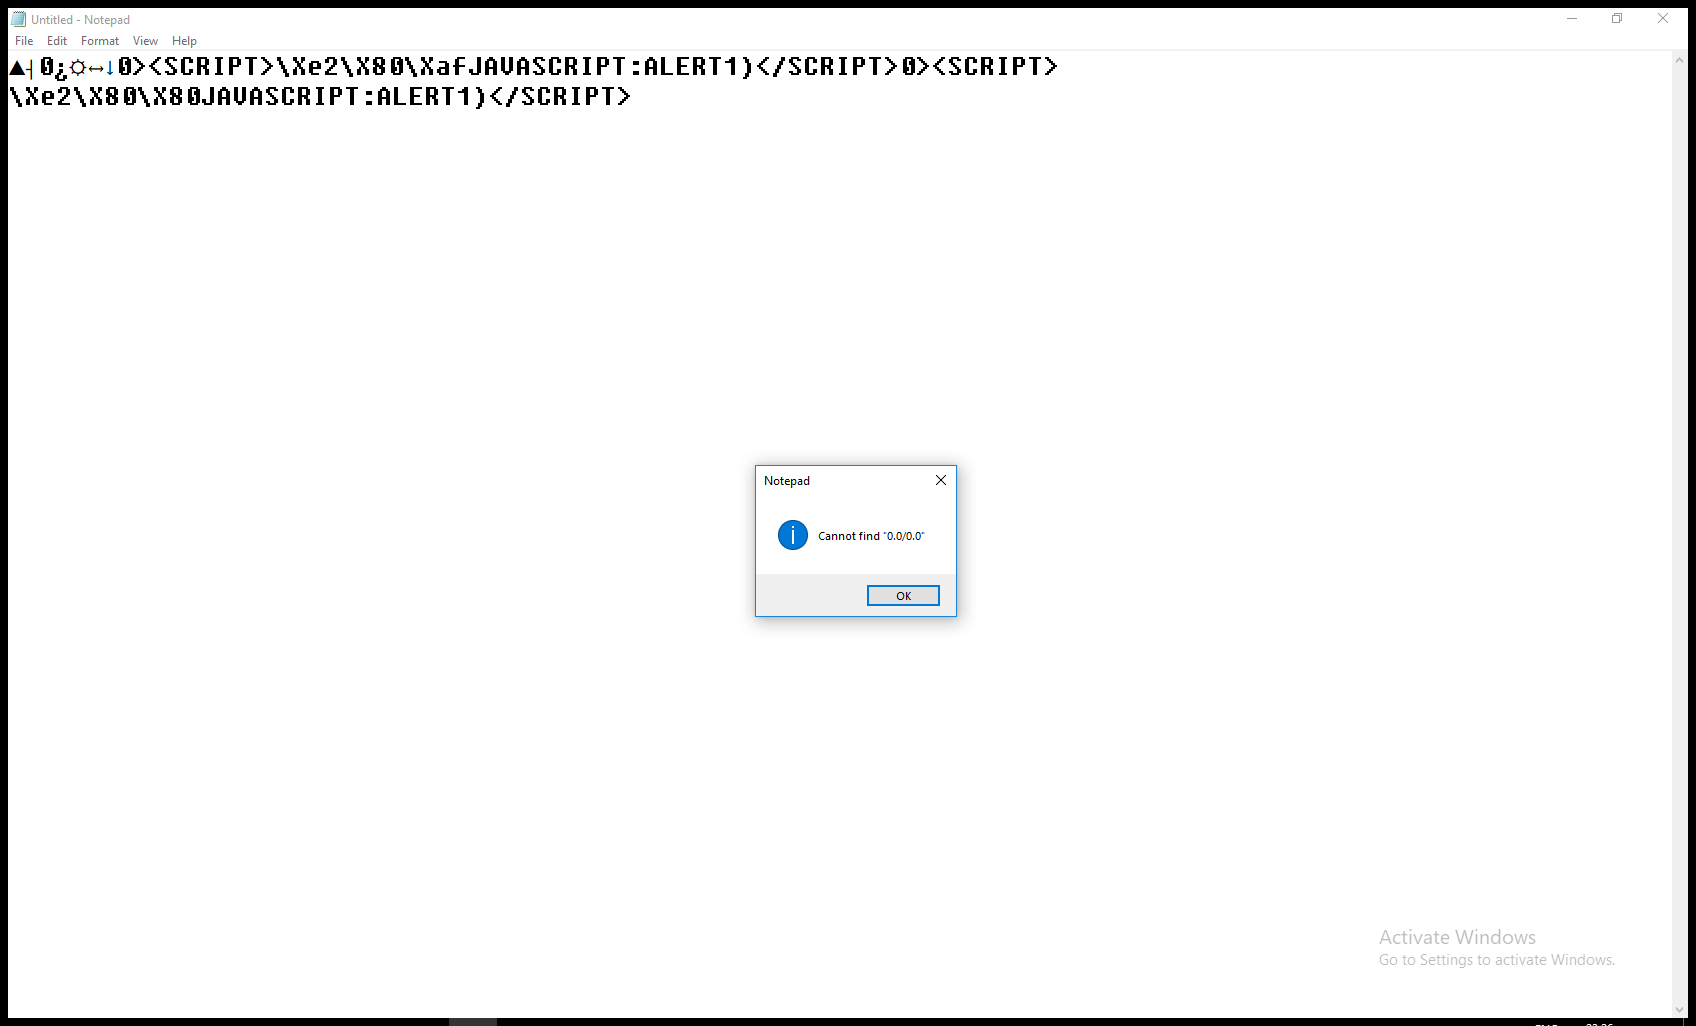 Untitled - Notepad
File Edit Format View Help
▲┤0¿☼↔↓0><SCRIPT>\Xe2\X80\XafJAVASCRIPT:ALERT1)</SCRIPT>0><SCRIPT>
\Xe2\X80\X80JAVASCRIPT:ALERT1)</SCRIPT>
Notepad
Cannot find "0.0/0.0"
OK
Activate Windows
Go to Settings to activate Windows.